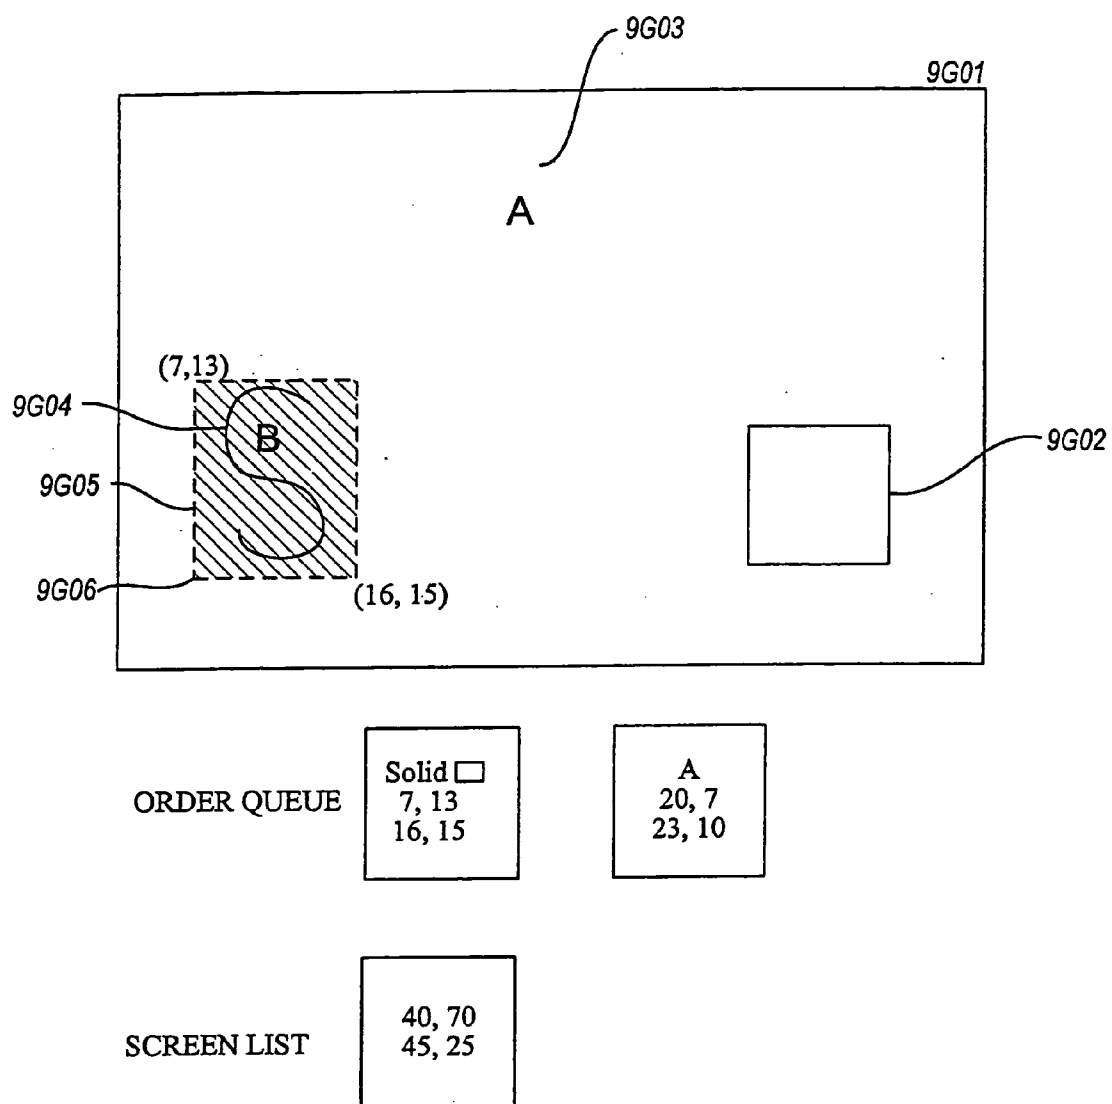 9G03
9G01
A
(7,13)
9G04
B
9G02
9G05
9G06
(16, 15)
Solid
A
ORDER QUEUE
7, 13
20, 7
16, 15
23, 10
40, 70
SCREEN LIST
45, 25